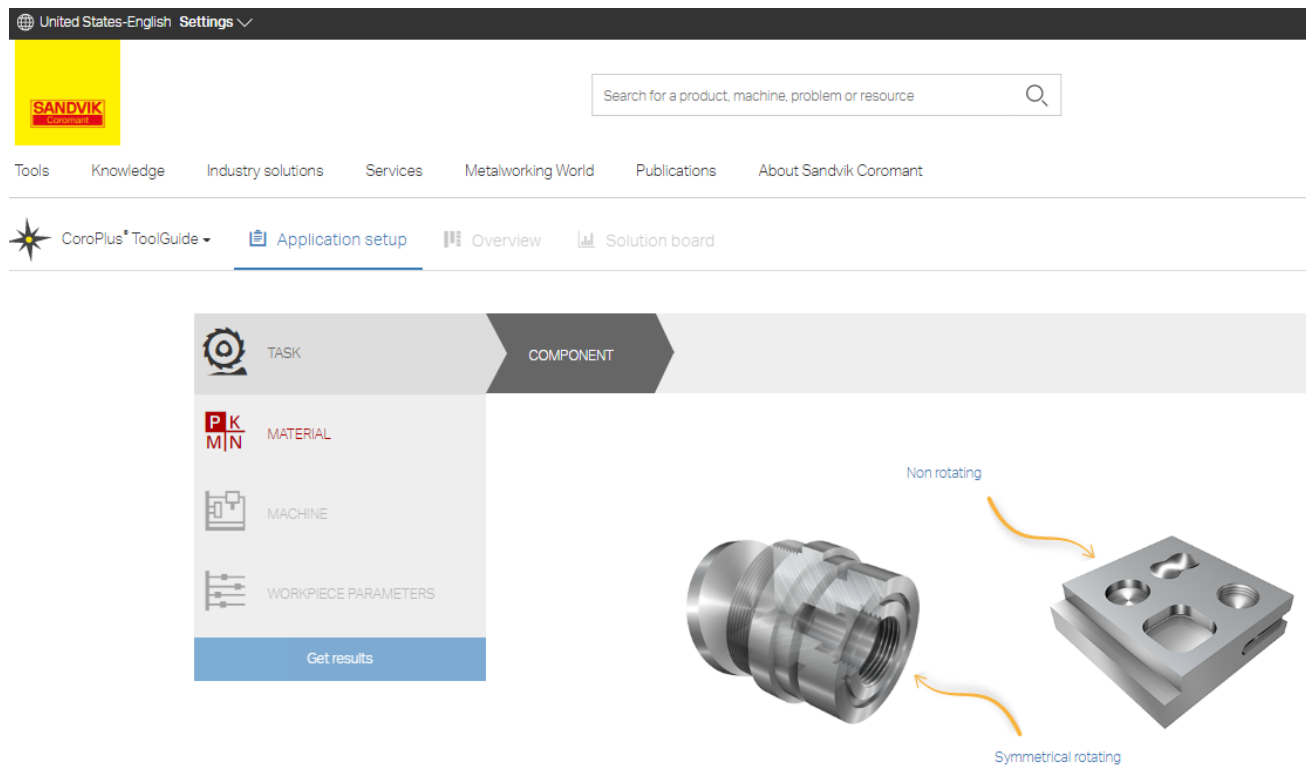 United States-English Settings
SANDVIK
Coromant
Search for a product, machine, problem or resource
Tools Knowledge Industry solutions Services Metalworking World Publications About Sandvik Coromant
CoroPlus® ToolGuide Application setup Overview Solution board
TASK COMPONENT
P K
M N
MATERIAL
Non rotating
MACHINE
WORKPIECE PARAMETERS
Get results
Symmetrical rotating